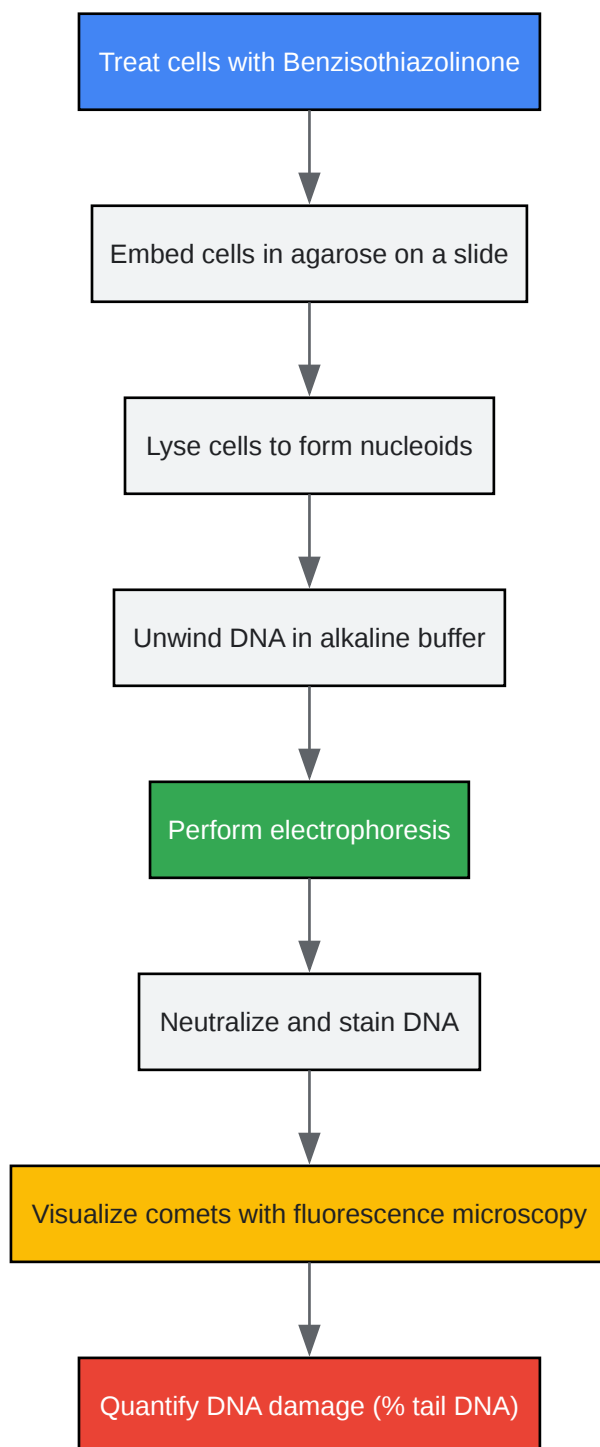 Treat cells with Benzisothiazolinone
Embed cells in agarose on a slide
Lyse cells to form nucleoids
Unwind DNA in alkaline buffer
Perform electrophoresis
Neutralize and stain DNA
Visualize comets with fluorescence microscopy
Quantify DNA damage (% tail DNA)